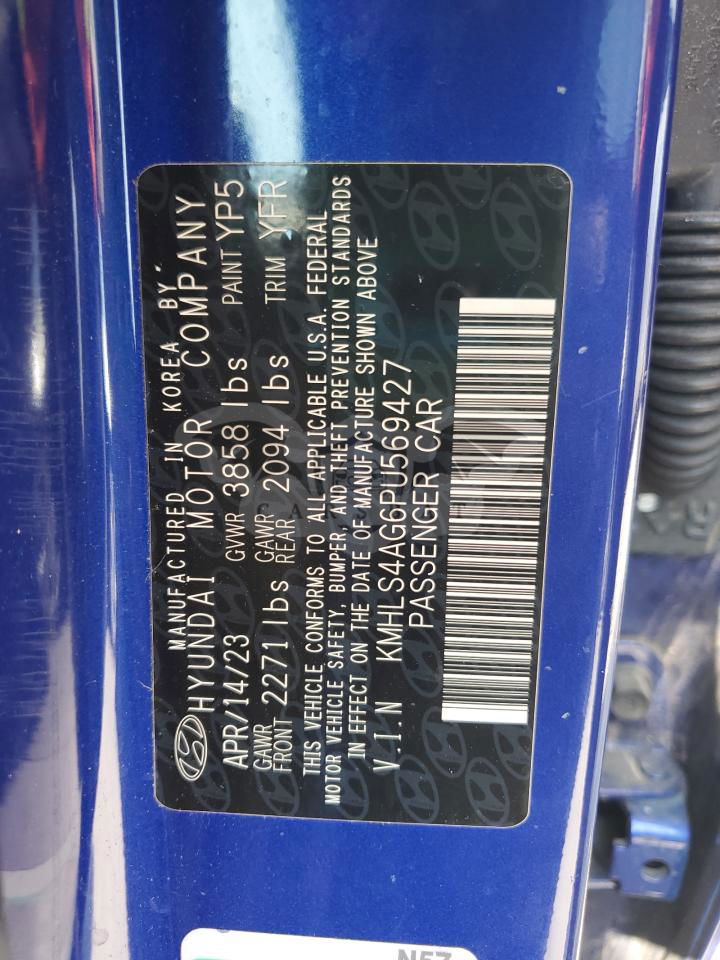 MANUFACTURED IN KOREA BY
HYUNDAI MOTOR COMPANY
APR/14/23 GVWR 3858 lbs PAINT YP5
GAWR FRONT 2271 lbs GAWR REAR 2094 lbs TRIM YFR
THIS VEHICLE CONFORMS TO ALL APPLICABLE U.S.A. FEDERAL
MOTOR VEHICLE SAFETY, BUMPER, AND THEFT PREVENTION STANDARDS
IN EFFECT ON THE DATE OF MANUFACTURE SHOWN ABOVE
V.I.N KMHLS4AG6PU569427
PASSENGER CAR